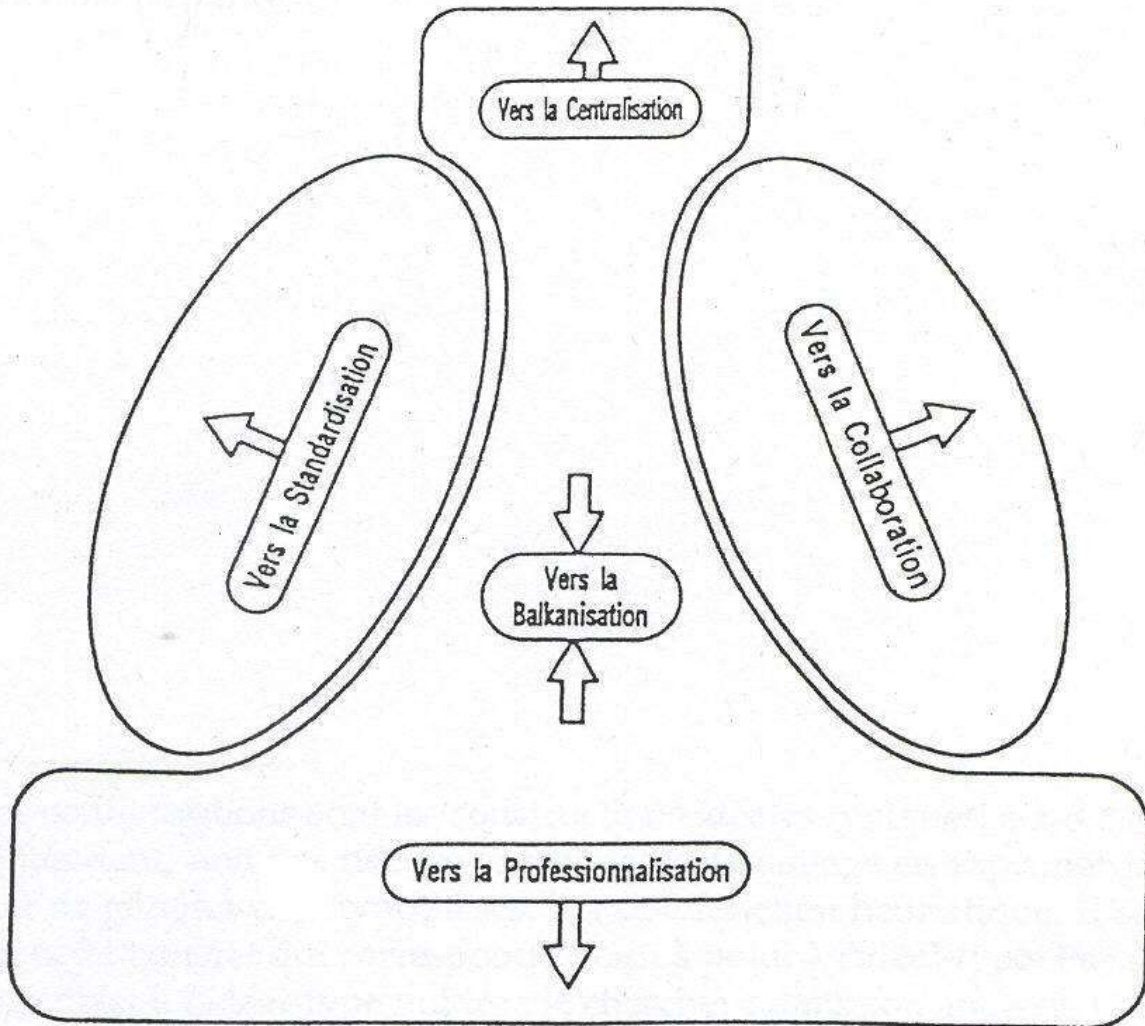 Vers la Centralisation
Vers la Standardisation
Vers la Collaboration
Vers la
Balkanisation
Vers la Professionnalisation